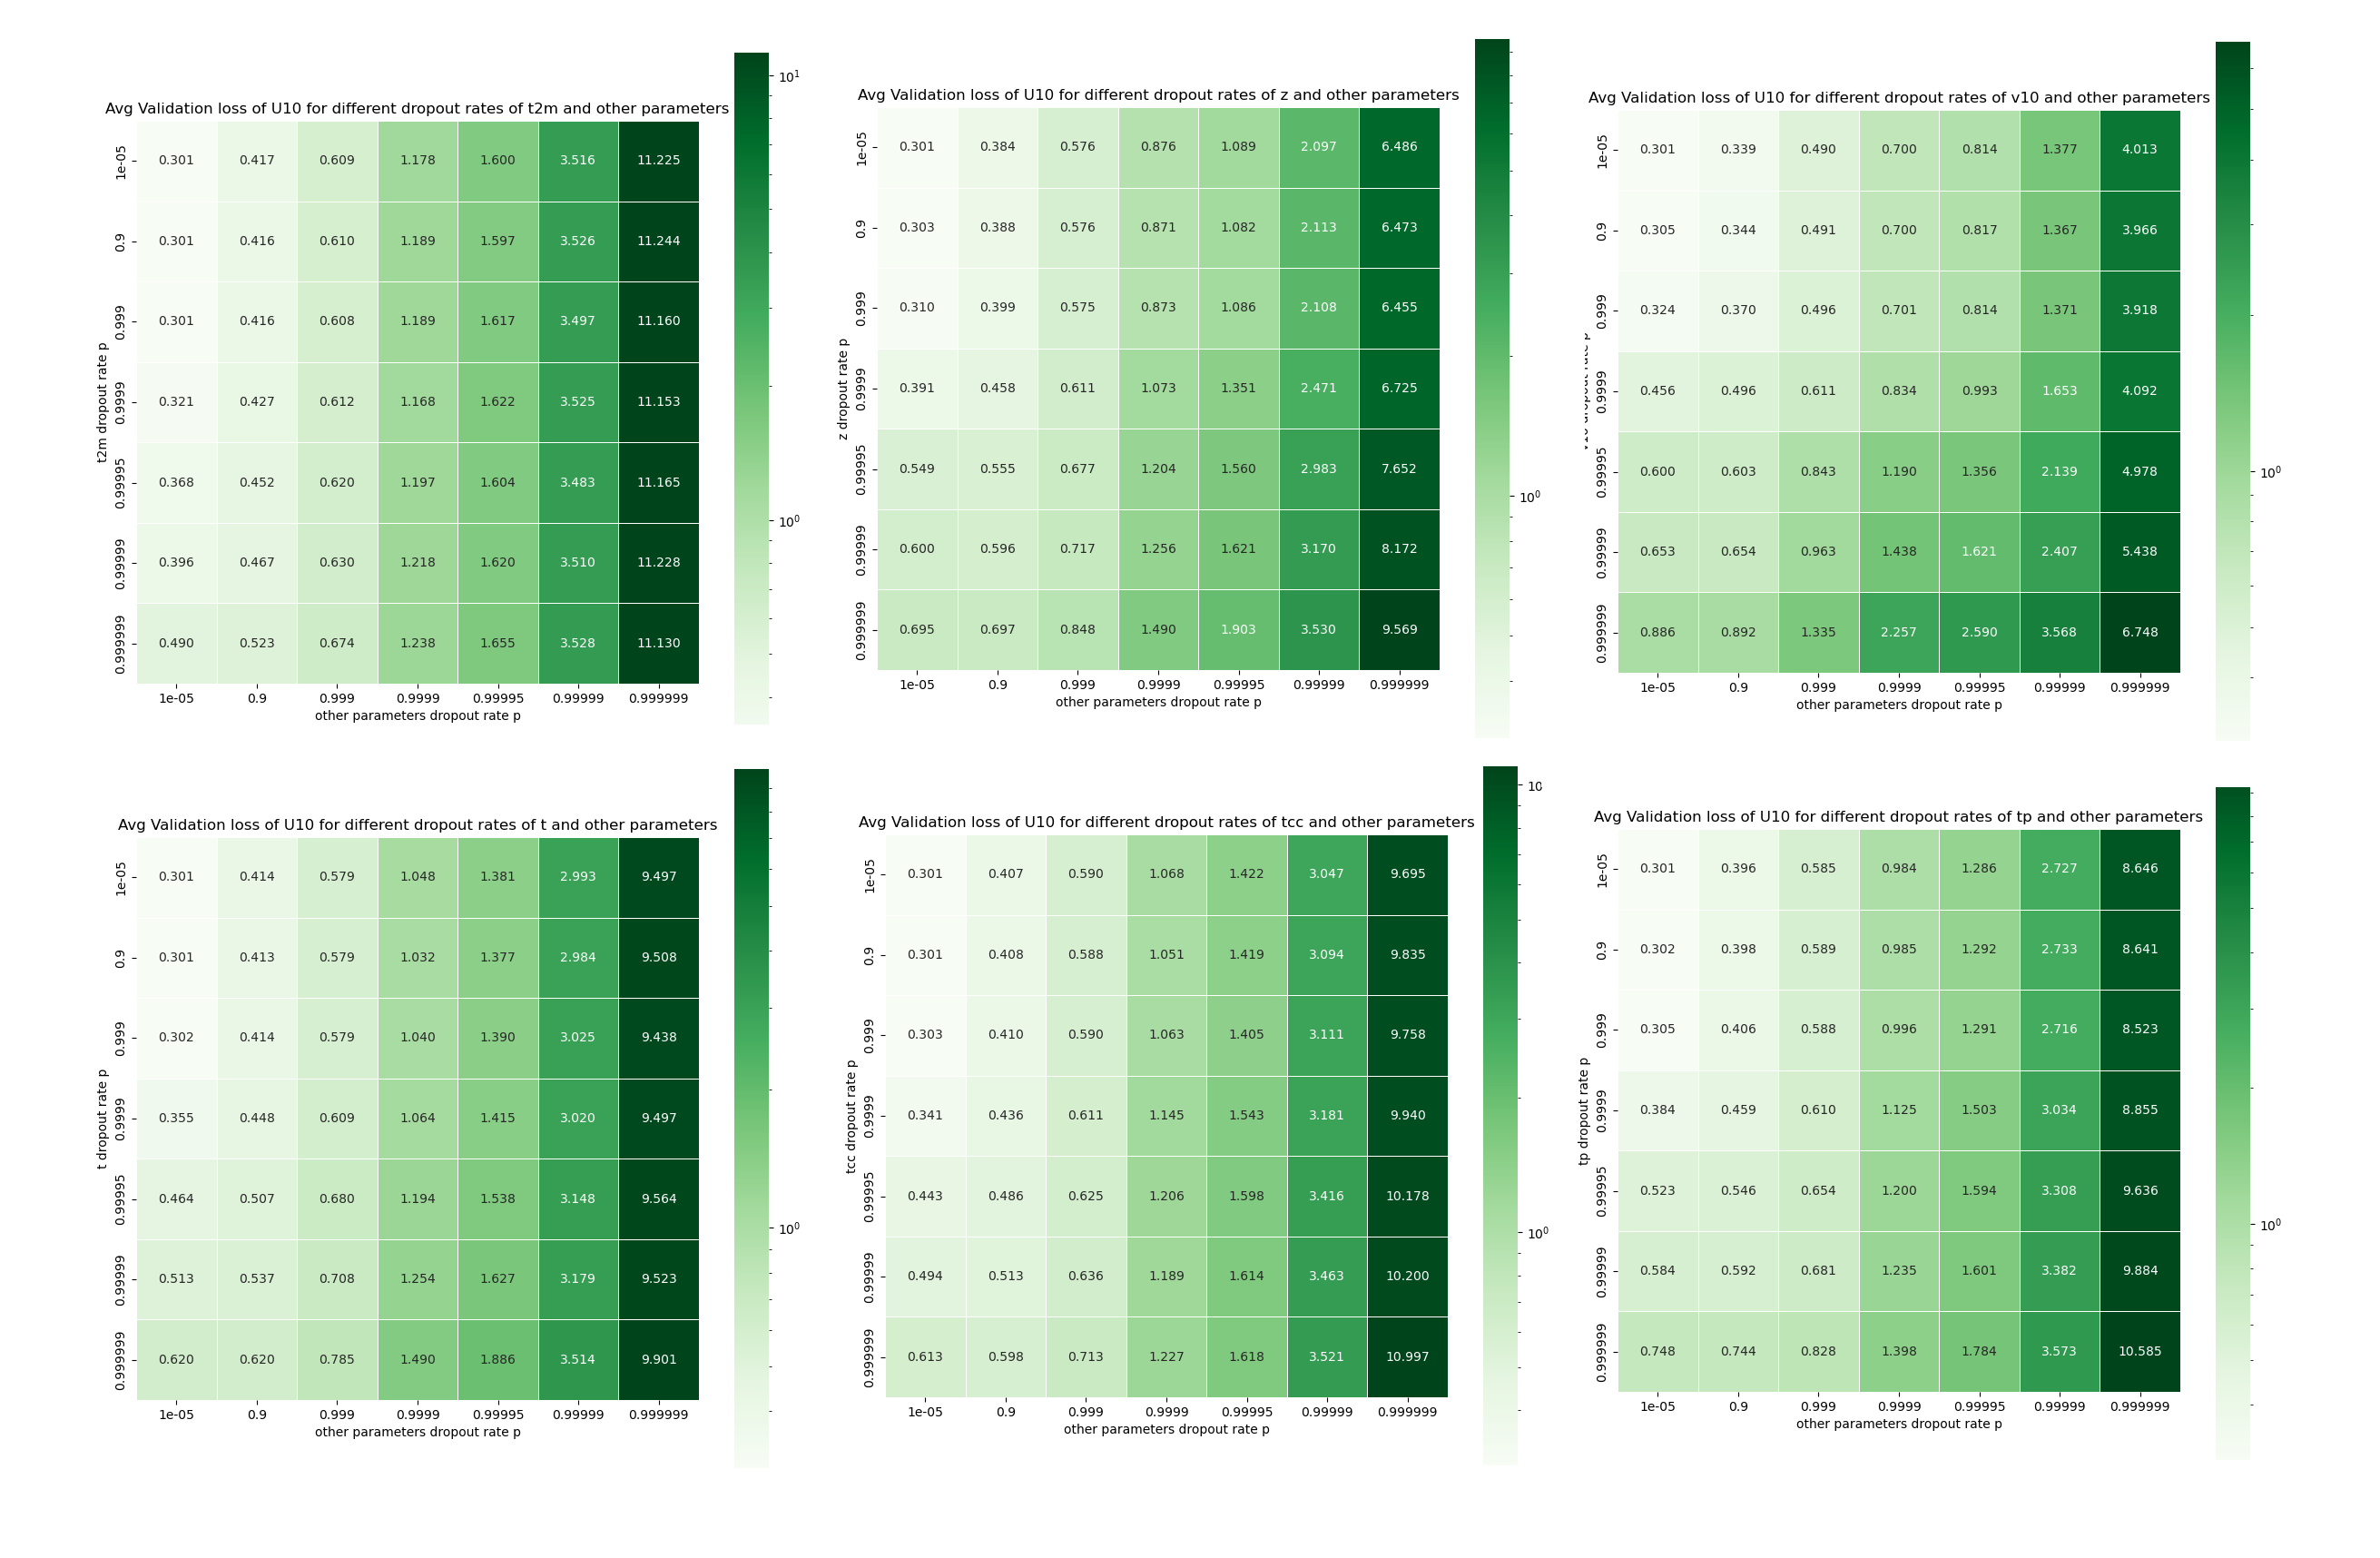 Avg Validation loss of U10 for different dropout rates of t2m and other parameters
t2m dropout rate p
1e-05 0.301 0.417 0.609 1.178 1.600 3.516 11.225
0.9 0.301 0.416 0.610 1.189 1.597 3.526 11.244
0.999 0.301 0.416 0.608 1.189 1.617 3.497 11.160
0.9999 0.321 0.427 0.612 1.168 1.622 3.525 11.153
0.99995 0.368 0.452 0.620 1.197 1.604 3.483 11.165
0.99999 0.396 0.467 0.630 1.218 1.620 3.510 11.228
0.999999 0.490 0.523 0.674 1.238 1.655 3.528 11.130
1e-05 0.9 0.999 0.9999 0.99995 0.99999 0.999999
other parameters dropout rate p
10¹
10⁰
Avg Validation loss of U10 for different dropout rates of z and other parameters
z dropout rate p
1e-05 0.301 0.384 0.576 0.876 1.089 2.097 6.486
0.9 0.303 0.388 0.576 0.871 1.082 2.113 6.473
0.999 0.310 0.399 0.575 0.873 1.086 2.108 6.455
0.9999 0.391 0.458 0.611 1.073 1.351 2.471 6.725
0.99995 0.549 0.555 0.677 1.204 1.560 2.983 7.652
0.99999 0.600 0.596 0.717 1.256 1.621 3.170 8.172
0.999999 0.695 0.697 0.848 1.490 1.903 3.530 9.569
1e-05 0.9 0.999 0.9999 0.99995 0.99999 0.999999
other parameters dropout rate p
10⁰
Avg Validation loss of U10 for different dropout rates of v10 and other parameters
v10 dropout rate p
1e-05 0.301 0.339 0.490 0.700 0.814 1.377 4.013
0.9 0.305 0.344 0.491 0.700 0.817 1.367 3.966
0.999 0.324 0.370 0.496 0.701 0.814 1.371 3.918
0.9999 0.456 0.496 0.611 0.834 0.993 1.653 4.092
0.99995 0.600 0.603 0.843 1.190 1.356 2.139 4.978
0.99999 0.653 0.654 0.963 1.438 1.621 2.407 5.438
0.999999 0.886 0.892 1.335 2.257 2.590 3.568 6.748
1e-05 0.9 0.999 0.9999 0.99995 0.99999 0.999999
other parameters dropout rate p
10⁰
Avg Validation loss of U10 for different dropout rates of t and other parameters
t dropout rate p
1e-05 0.301 0.414 0.579 1.048 1.381 2.993 9.497
0.9 0.301 0.413 0.579 1.032 1.377 2.984 9.508
0.999 0.302 0.414 0.579 1.040 1.390 3.025 9.438
0.9999 0.355 0.448 0.609 1.064 1.415 3.020 9.497
0.99995 0.464 0.507 0.680 1.194 1.538 3.148 9.564
0.99999 0.513 0.537 0.708 1.254 1.627 3.179 9.523
0.999999 0.620 0.620 0.785 1.490 1.886 3.514 9.901
1e-05 0.9 0.999 0.9999 0.99995 0.99999 0.999999
other parameters dropout rate p
10⁰
Avg Validation loss of U10 for different dropout rates of tcc and other parameters
tcc dropout rate p
1e-05 0.301 0.407 0.590 1.068 1.422 3.047 9.695
0.9 0.301 0.408 0.588 1.051 1.419 3.094 9.835
0.999 0.303 0.410 0.590 1.063 1.405 3.111 9.758
0.9999 0.341 0.436 0.611 1.145 1.543 3.181 9.940
0.99995 0.443 0.486 0.625 1.206 1.598 3.416 10.178
0.99999 0.494 0.513 0.636 1.189 1.614 3.463 10.200
0.999999 0.613 0.598 0.713 1.227 1.618 3.521 10.997
1e-05 0.9 0.999 0.9999 0.99995 0.99999 0.999999
other parameters dropout rate p
10
10⁰
Avg Validation loss of U10 for different dropout rates of tp and other parameters
tp dropout rate p
1e-05 0.301 0.396 0.585 0.984 1.286 2.727 8.646
0.9 0.302 0.398 0.589 0.985 1.292 2.733 8.641
0.999 0.305 0.406 0.588 0.996 1.291 2.716 8.523
0.9999 0.384 0.459 0.610 1.125 1.503 3.034 8.855
0.99995 0.523 0.546 0.654 1.200 1.594 3.308 9.636
0.99999 0.584 0.592 0.681 1.235 1.601 3.382 9.884
0.999999 0.748 0.744 0.828 1.398 1.784 3.573 10.585
1e-05 0.9 0.999 0.9999 0.99995 0.99999 0.999999
other parameters dropout rate p
10⁰